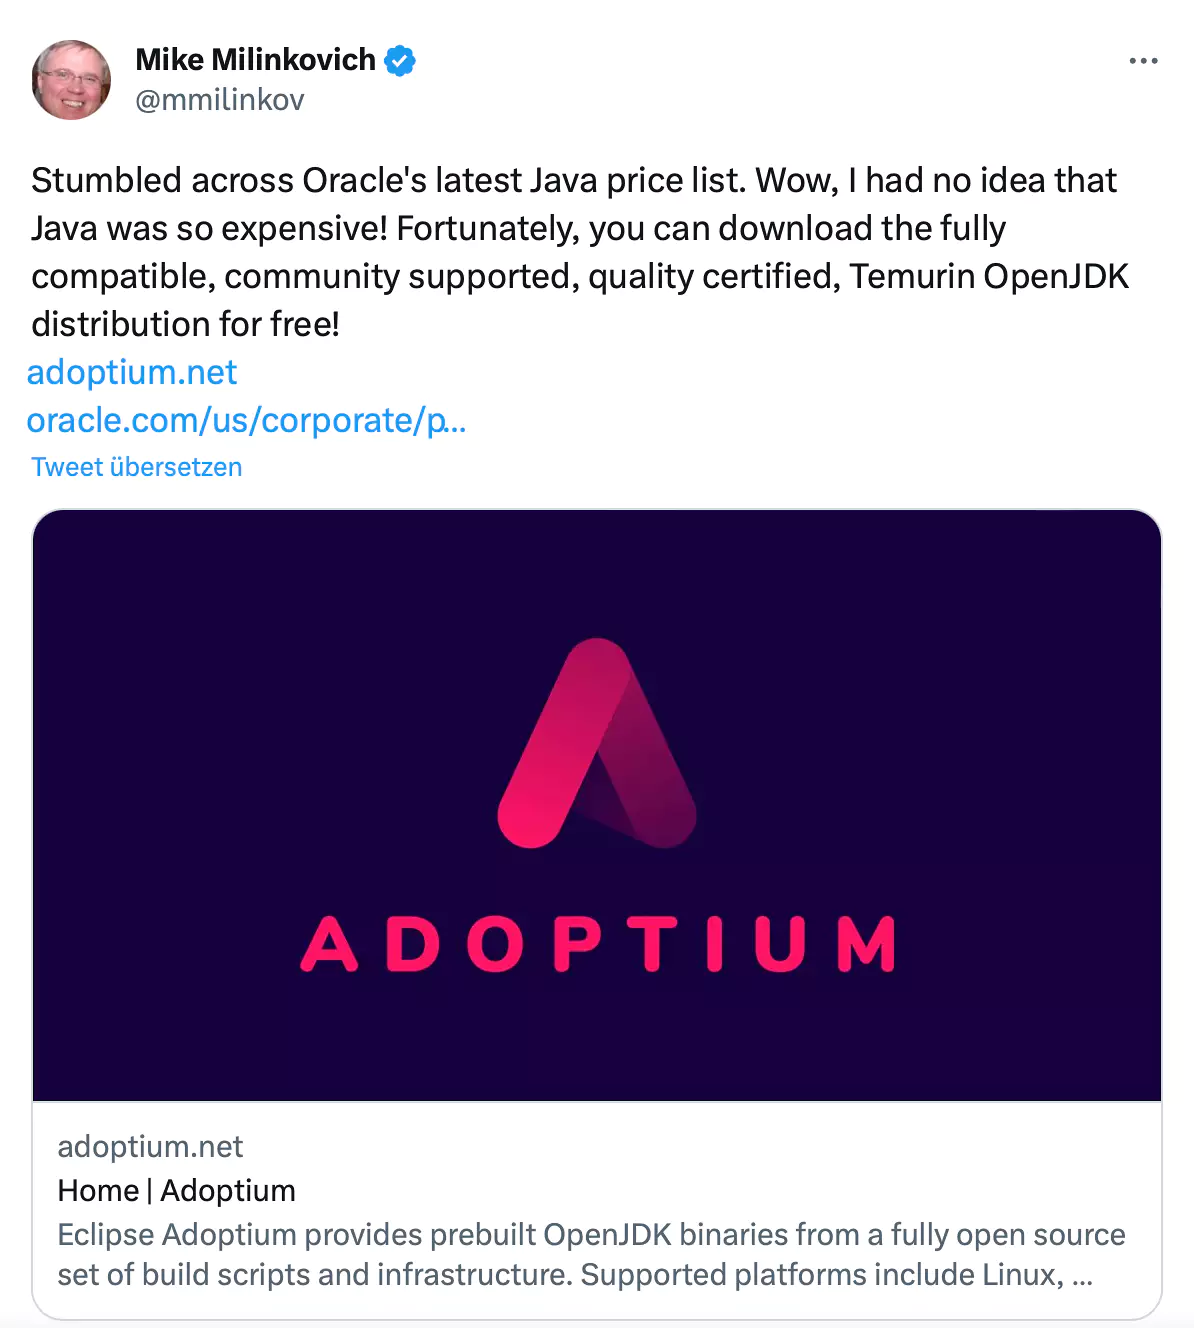 Mike Milinkovich
@mmilinkov
Stumbled across Oracle's latest Java price list. Wow, I had no idea that
Java was so expensive! Fortunately, you can download the fully
compatible, community supported, quality certified, Temurin OpenJDK
distribution for free!
adoptium.net
oracle.com/us/corporate/p…
Tweet übersetzen
ADOPTIUM
adoptium.net
Home | Adoptium
Eclipse Adoptium provides prebuilt OpenJDK binaries from a fully open source
set of build scripts and infrastructure. Supported platforms include Linux, ...